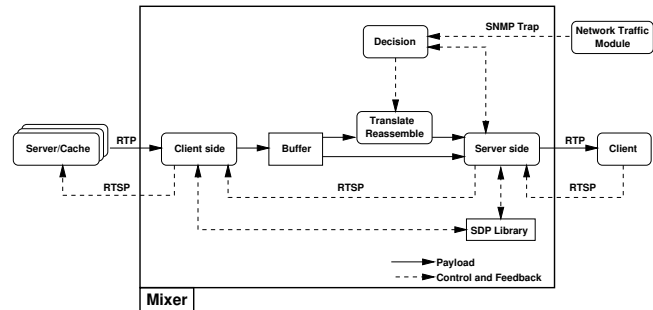 SNMP Trap
Network Traffic
Module
Decision
Translate
Reassemble
Server/Cache
RTP
Client side
Buffer
Server side
RTP
Client
RTSP
RTSP
RTSP
SDP Library
Payload
Control and Feedback
Mixer